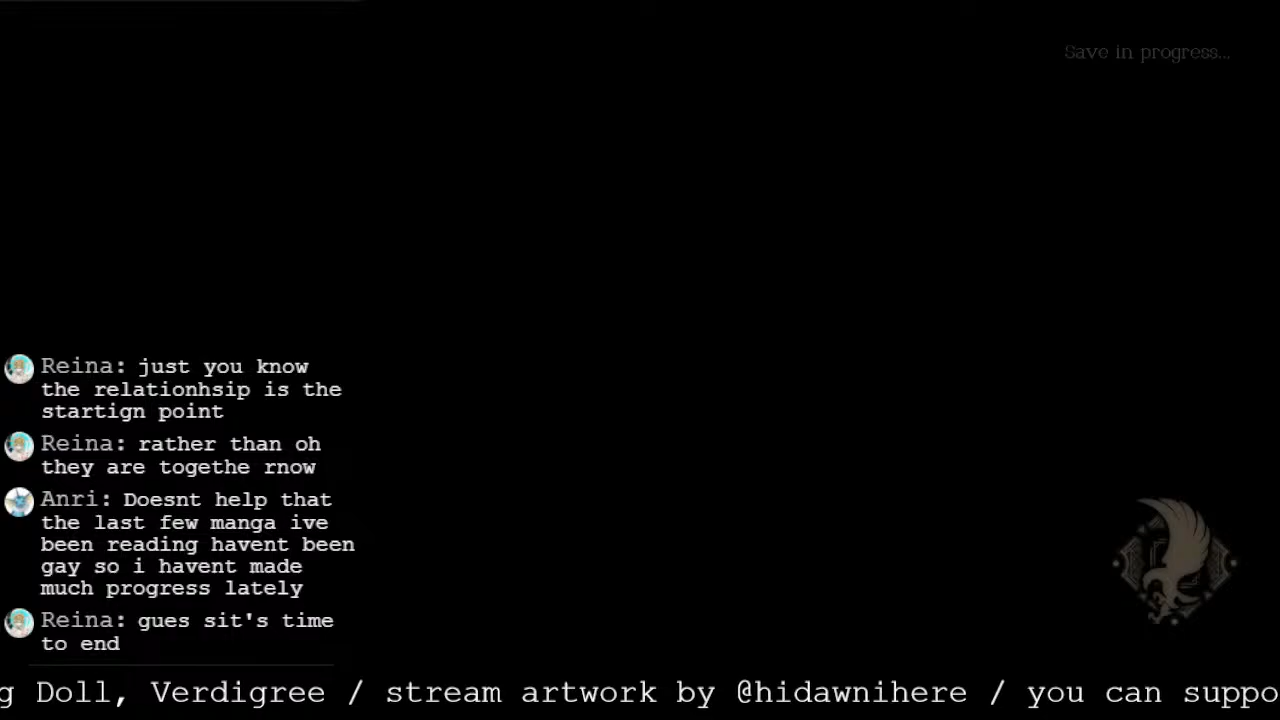 Save in progress...
Reina: just you know
the relationhsip is the
startign point
Reina: rather than oh
they are togethe rnow
Anri: Doesnt help that
the last few manga ive
been reading havent been
gay so i havent made
much progress lately
Reina: gues sit's time
to end
g Doll, Verdigree / stream artwork by @hidawnihere / you can suppo